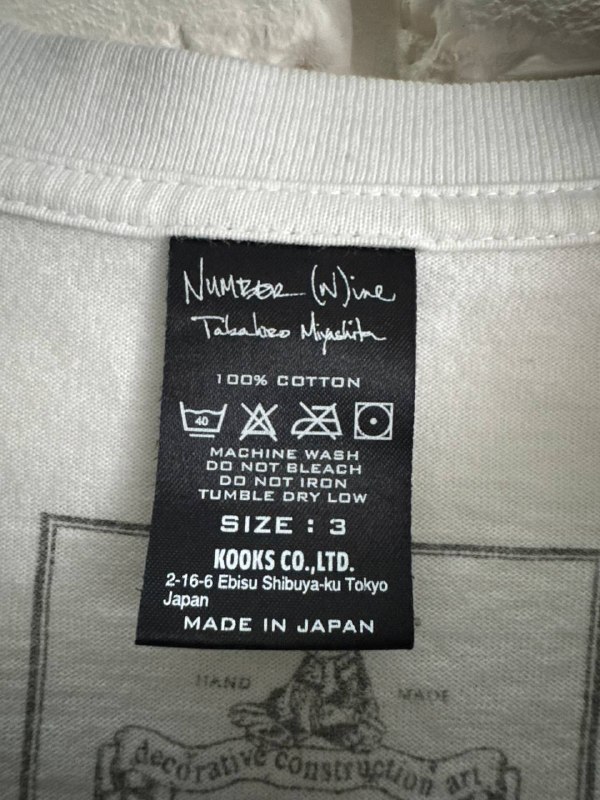 NUMBER (N)ine
Takahiro Miyashita
100% COTTON
40
MACHINE WASH
DO NOT BLEACH
DO NOT IRON
TUMBLE DRY LOW
SIZE : 3
KOOKS CO.,LTD.
2-16-6 Ebisu Shibuya-ku Tokyo
Japan
MADE IN JAPAN
HAND MADE
decorative construction art